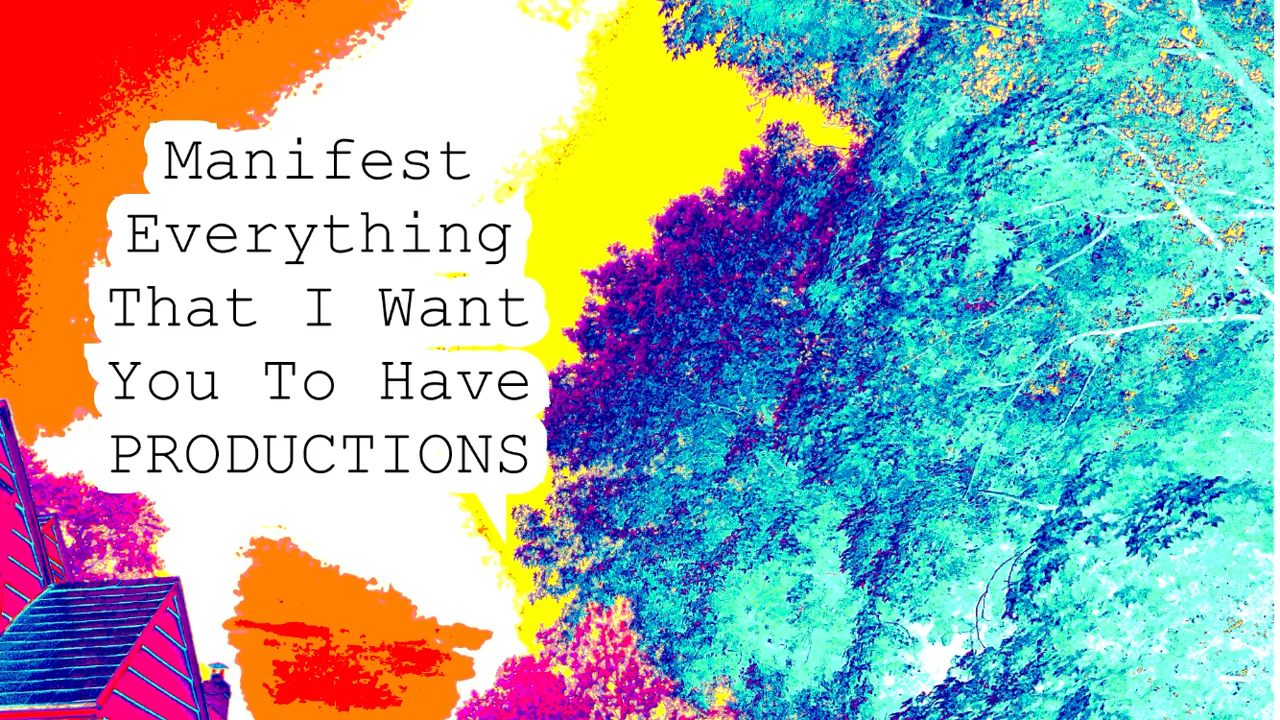 Manifest
Everything
That I Want
You To Have
PRODUCTIONS